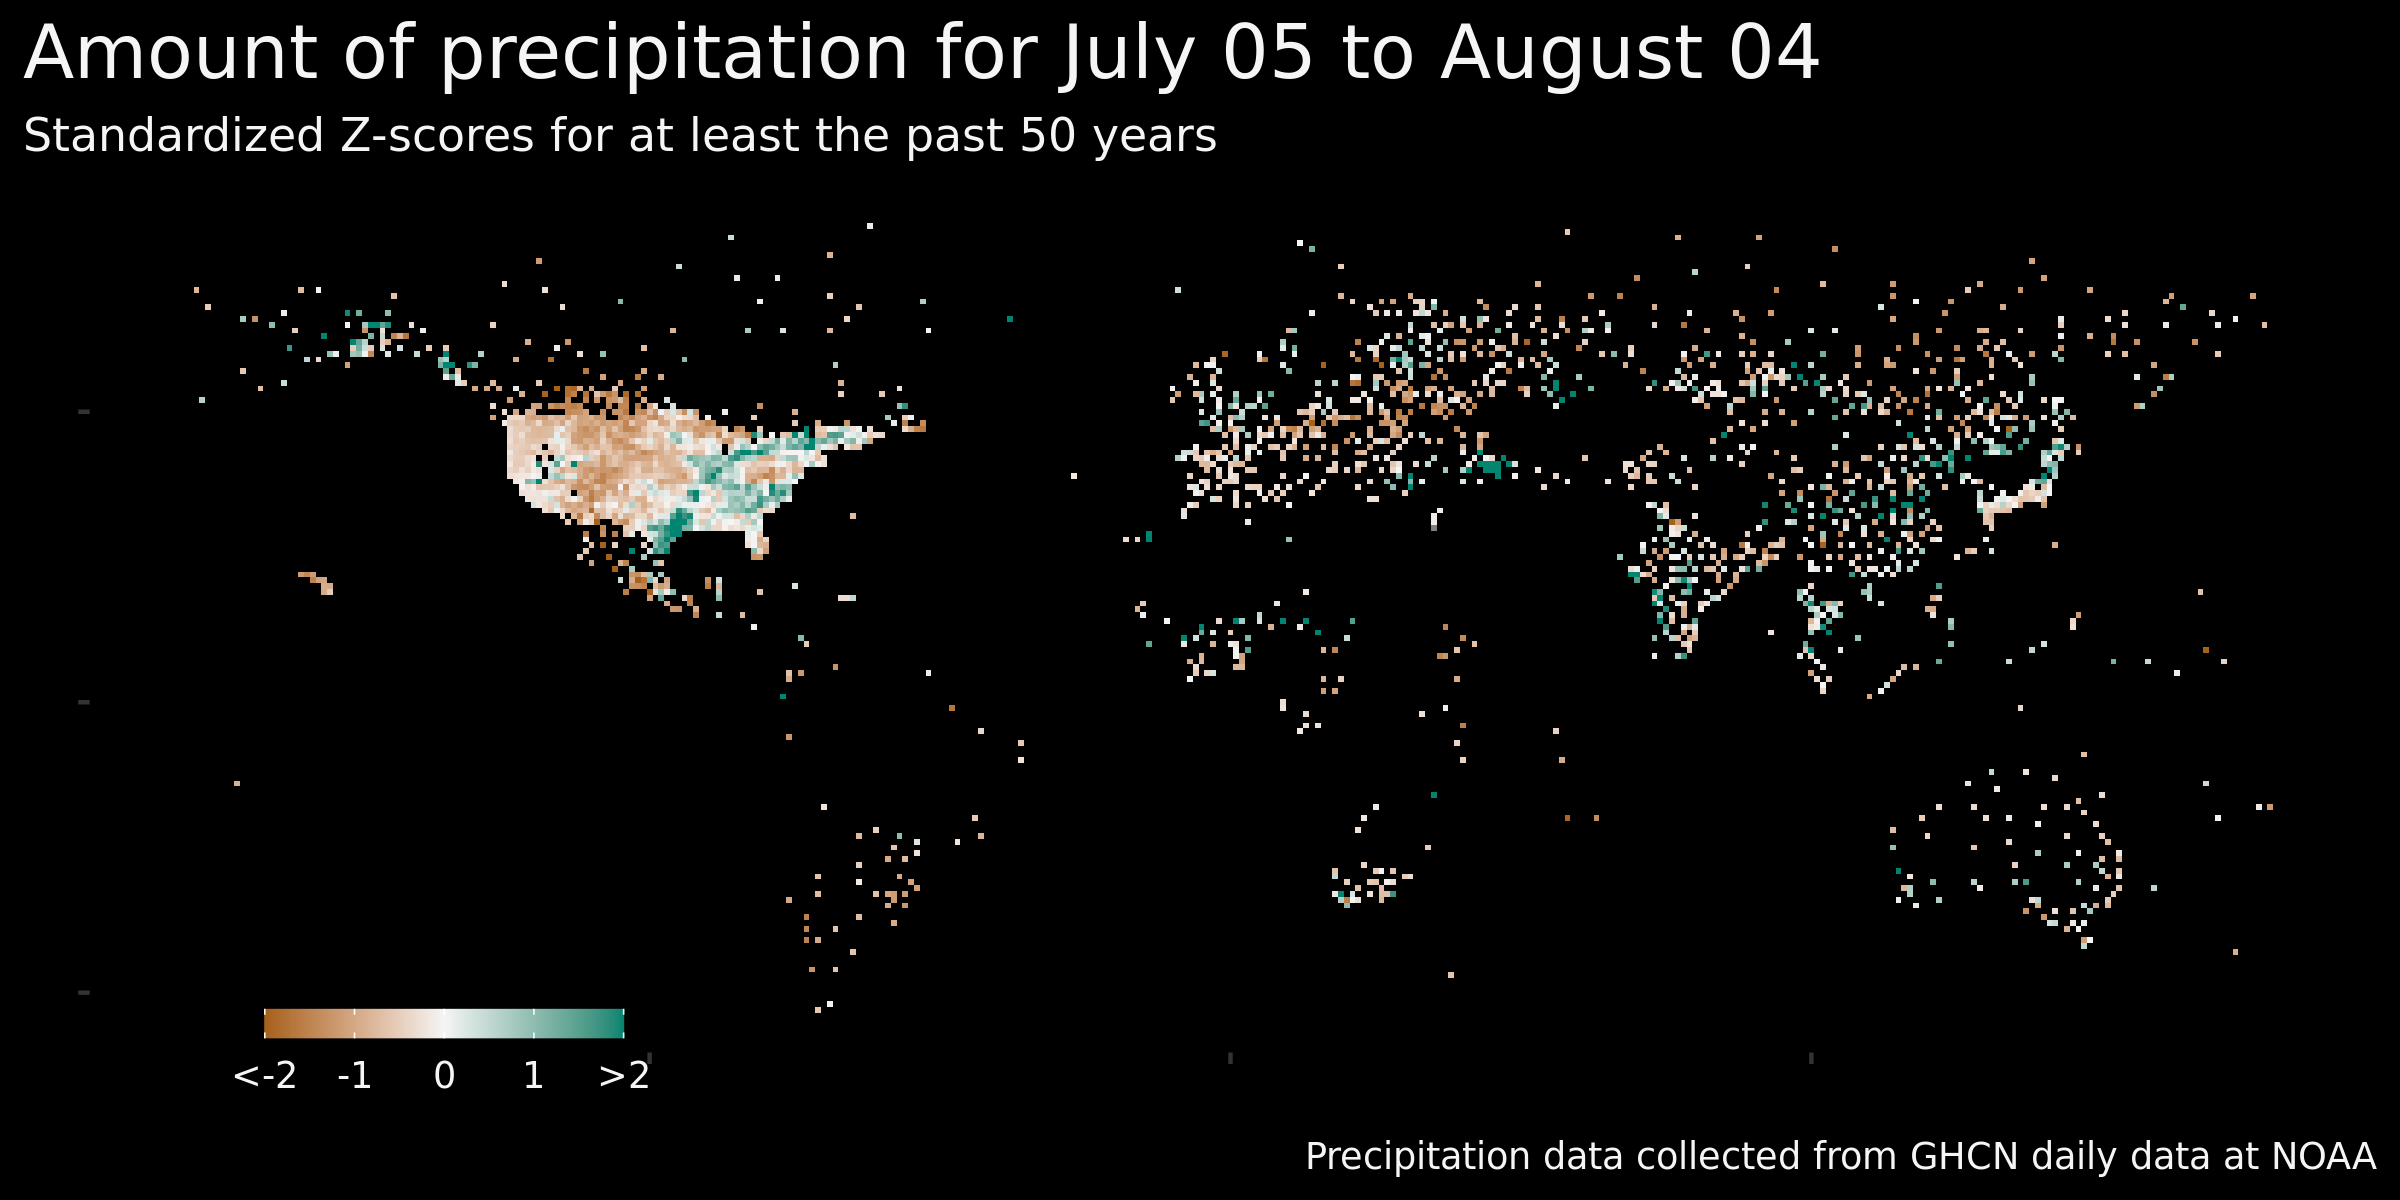 Amount of precipitation for July 05 to August 04
Standardized Z-scores for at least the past 50 years
<-2 -1 0 1 >2
Precipitation data collected from GHCN daily data at NOAA